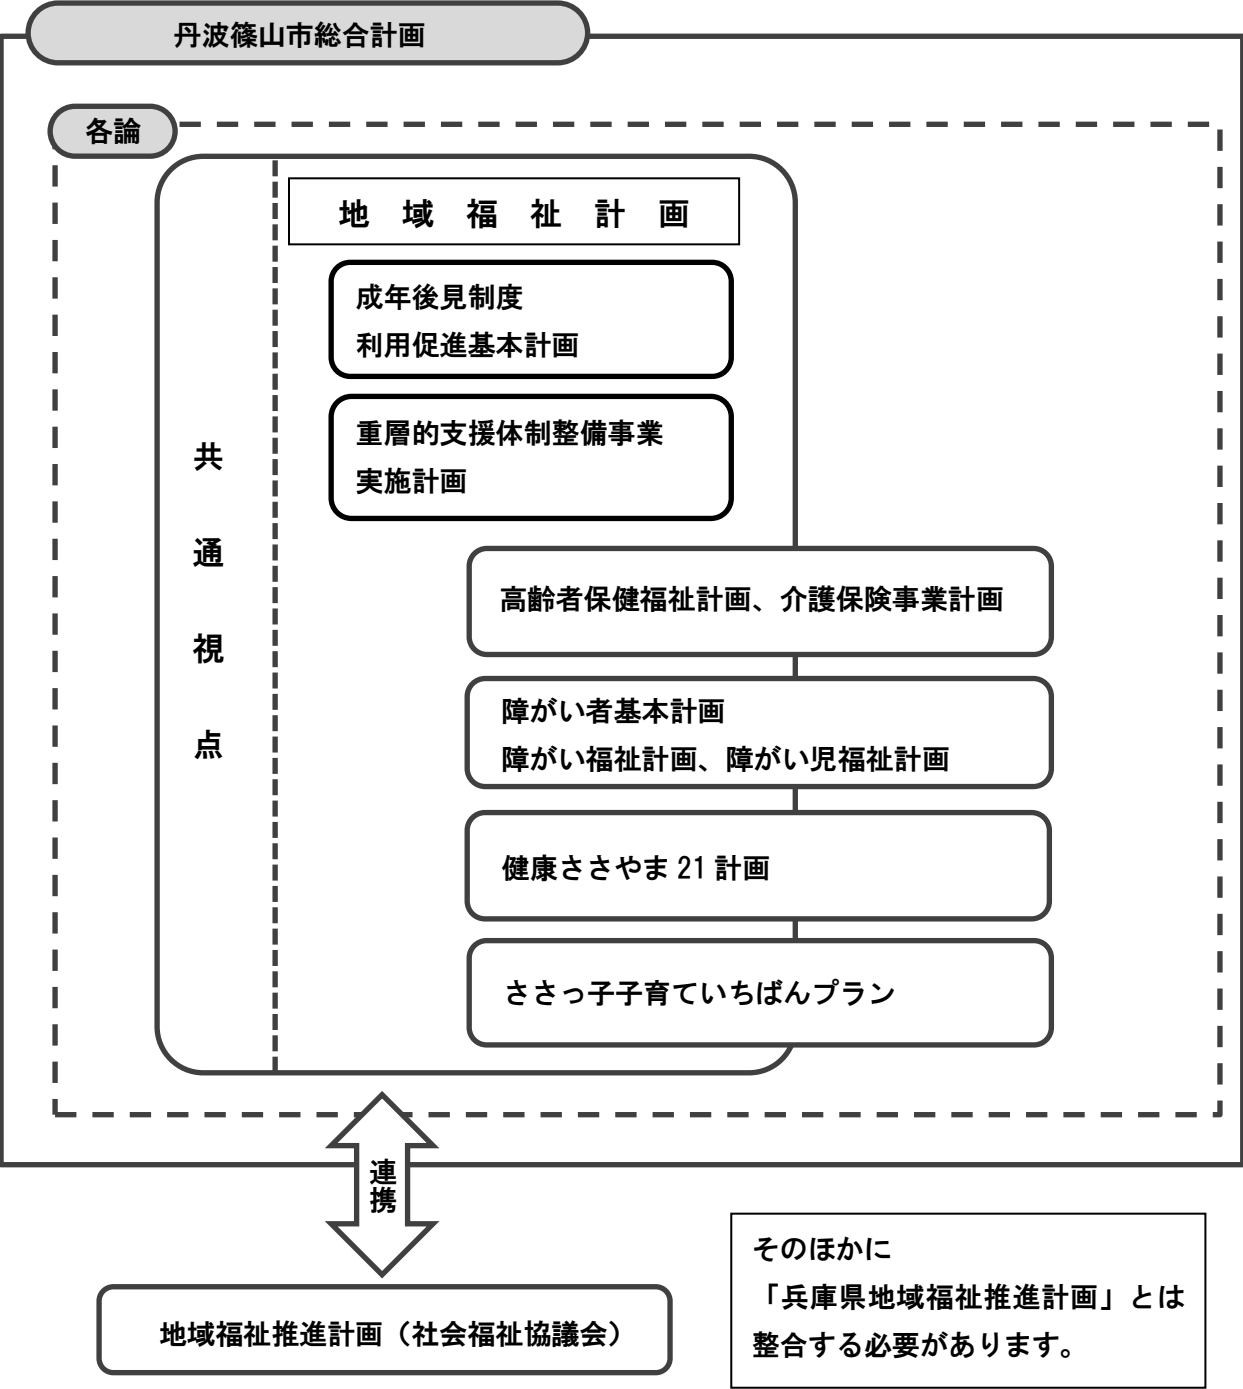 丹波篠山市総合計画
各論
地域福祉計画
成年後見制度
利用促進基本計画
重層的支援体制整備事業
実施計画
共通視点
高齢者保健福祉計画、介護保険事業計画
障がい者基本計画
障がい福祉計画、障がい児福祉計画
健康ささやま 21 計画
ささっ子子育ていちばんプラン
連携
地域福祉推進計画（社会福祉協議会）
そのほかに
「兵庫県地域福祉推進計画」とは
整合する必要があります。